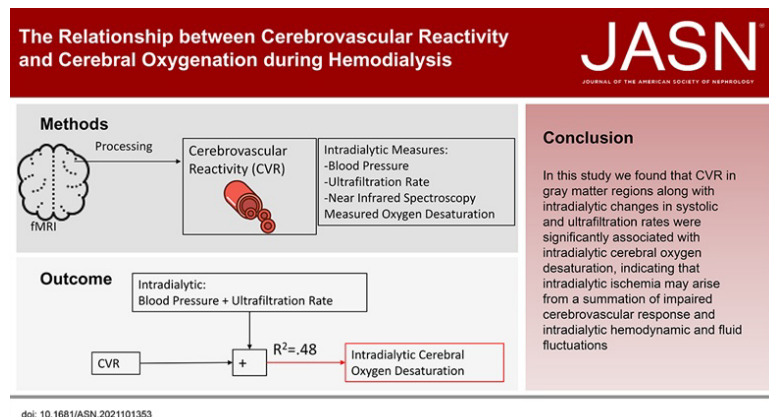 The Relationship between Cerebrovascular Reactivity
and Cerebral Oxygenation during Hemodialysis
JASN
JOURNAL OF THE AMERICAN SOCIETY OF NEPHROLOGY
Methods
Processing
fMRI
Cerebrovascular
Reactivity (CVR)
Intradialytic Measures:
-Blood Pressure
-Ultrafiltration Rate
-Near Infrared Spectroscopy
Measured Oxygen Desaturation
Outcome
Intradialytic:
Blood Pressure + Ultrafiltration Rate
CVR
+
R²=.48
Intradialytic Cerebral
Oxygen Desaturation
Conclusion
In this study we found that CVR in
gray matter regions along with
intradialytic changes in systolic
and ultrafiltration rates were
significantly associated with
intradialytic cerebral oxygen
desaturation, indicating that
intradialytic ischemia may arise
from a summation of impaired
cerebrovascular response and
intradialytic hemodynamic and fluid
fluctuations
doi: 10.1681/ASN.2021101353